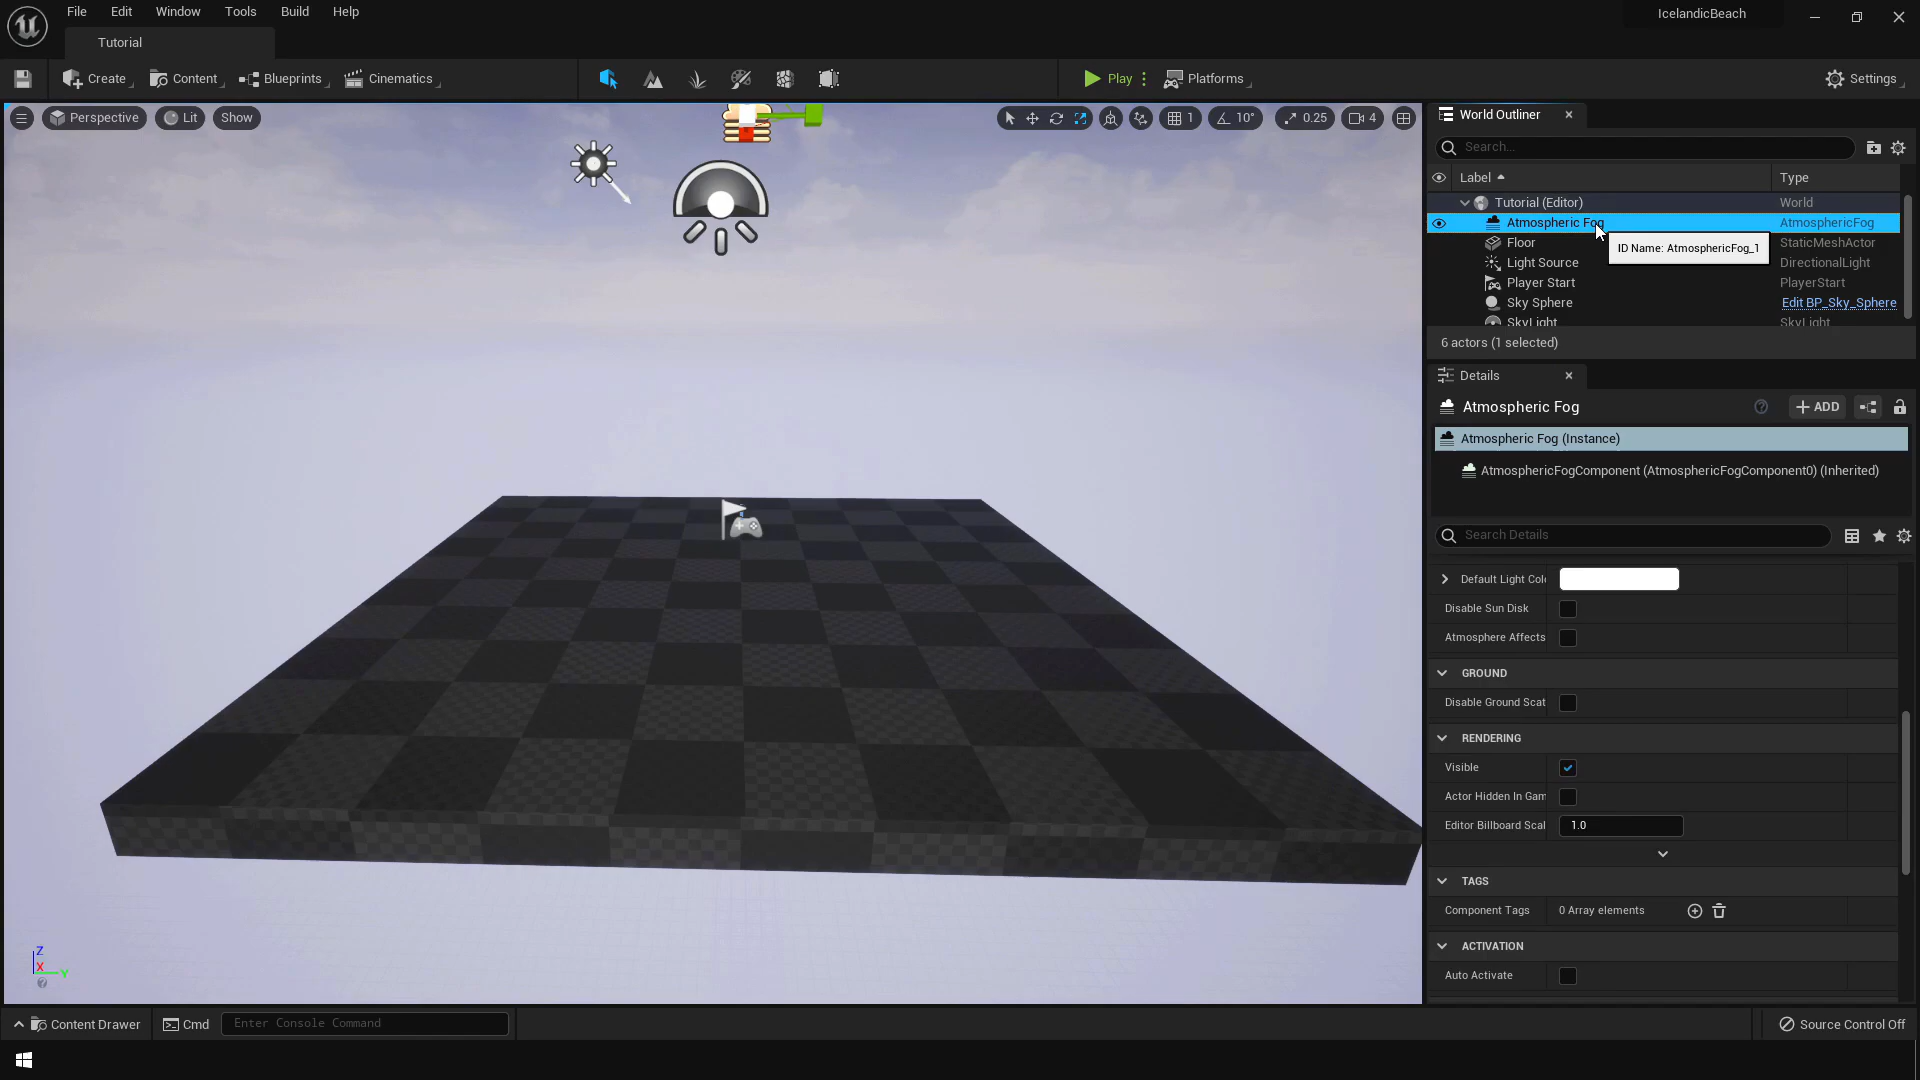 File Edit Window Tools Build Help
IcelandicBeach
Tutorial
Create Content Blueprints Cinematics Play Platforms Settings
Perspective Lit Show 1 10° 0.25 4
World Outliner
Search...
Label Type
Tutorial (Editor) World
Atmospheric Fog AtmosphericFog
Floor StaticMeshActor
ID Name: AtmosphericFog_1
Light Source DirectionalLight
Player Start PlayerStart
Sky Sphere Edit BP_Sky_Sphere
SkyLight SkyLight
6 actors (1 selected)
Details
Atmospheric Fog ADD
Atmospheric Fog (Instance)
AtmosphericFogComponent (AtmosphericFogComponent0) (Inherited)
Search Details
Default Light Col
Disable Sun Disk
Atmosphere Affects
GROUND
Disable Ground Scat
RENDERING
Visible
Actor Hidden In Gam
Editor Billboard Scal 1.0
TAGS
Component Tags 0 Array elements
ACTIVATION
Auto Activate
Z
X
Y
Content Drawer Cmd Enter Console Command Source Control Off